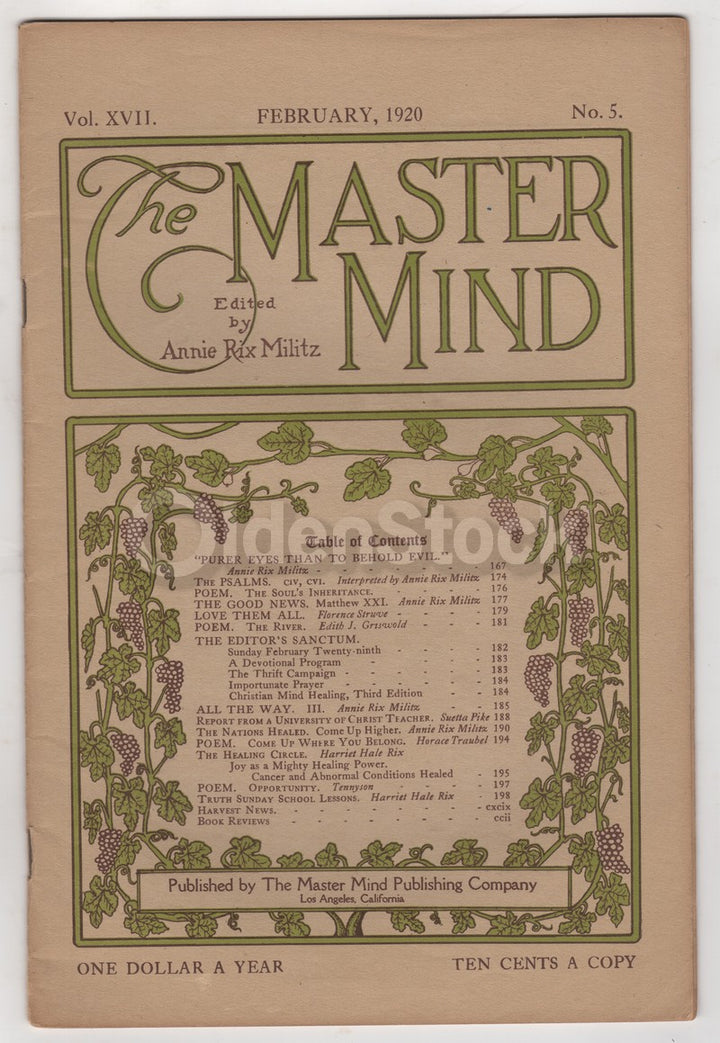 Vol. XVII. FEBRUARY, 1920 No. 5.
The MASTER MIND
Edited
by
Annie Rix Militz
Table of Contents
"PURER EYES THAN TO BEHOLD EVIL."
Annie Rix Militz - - - - - - - - - 167
THE PSALMS. CIV, CVI. Interpreted by Annie Rix Militz 174
POEM. THE SOUL'S INHERITANCE. - - - - 176
THE GOOD NEWS. Matthew XXI. Annie Rix Militz 177
LOVE THEM ALL. Florence Struve - - - - 179
POEM. THE RIVER. Edith J. Griswold - - - 181
THE EDITOR'S SANCTUM.
Sunday February Twenty-ninth - - - - 182
A Devotional Program - - - - - 183
The Thrift Campaign - - - - - - 183
Importunate Prayer - - - - - - 184
Christian Mind Healing, Third Edition - - - 184
ALL THE WAY. III. Annie Rix Militz - - - 185
REPORT FROM A UNIVERSITY OF CHRIST TEACHER. Suetta Pike 188
THE NATIONS HEALED. Come Up Higher. Annie Rix Militz 190
POEM. COME UP WHERE YOU BELONG. Horace Traubel 194
THE HEALING CIRCLE. Harriet Hale Rix
Joy as a Mighty Healing Power.
Cancer and Abnormal Conditions Healed - 195
POEM. OPPORTUNITY. Tennyson - - - - 197
TRUTH SUNDAY SCHOOL LESSONS. Harriet Hale Rix - 198
HARVEST NEWS. - - - - - - - - cxcix
BOOK REVIEWS - - - - - - - - ccii
Published by The Master Mind Publishing Company
Los Angeles, California
ONE DOLLAR A YEAR TEN CENTS A COPY
OldenStock